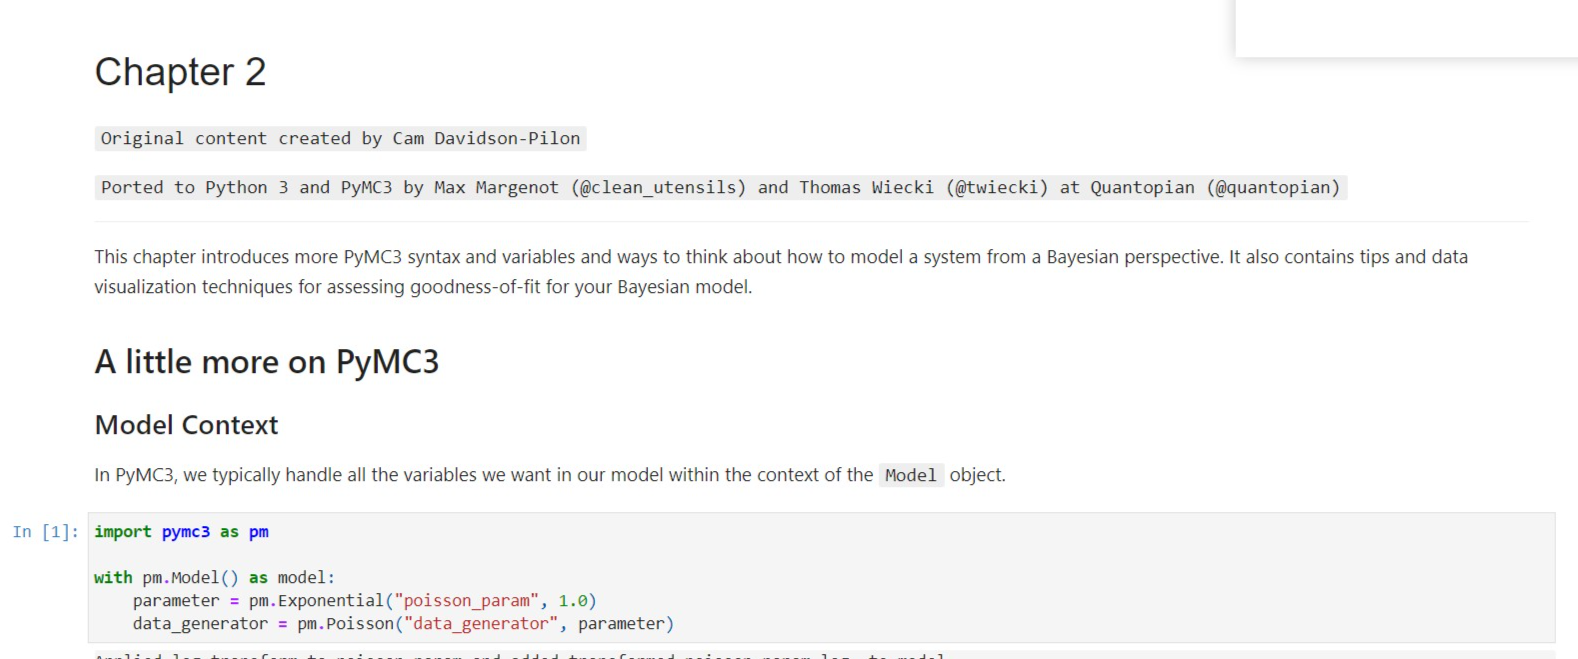 Chapter 2
Original content created by Cam Davidson-Pilon
Ported to Python 3 and PyMC3 by Max Margenot (@clean_utensils) and Thomas Wiecki (@twiecki) at Quantopian (@quantopian)
This chapter introduces more PyMC3 syntax and variables and ways to think about how to model a system from a Bayesian perspective. It also contains tips and data
visualization techniques for assessing goodness-of-fit for your Bayesian model.
A little more on PyMC3
Model Context
In PyMC3, we typically handle all the variables we want in our model within the context of the Model object.
In [1]: import pymc3 as pm
with pm.Model() as model:
    parameter = pm.Exponential("poisson_param", 1.0)
    data_generator = pm.Poisson("data_generator", parameter)